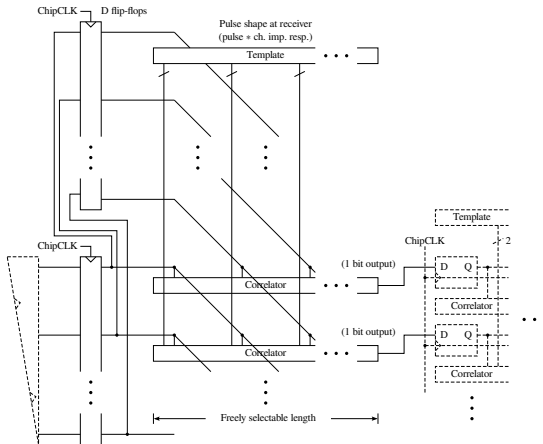 ChipCLK
D flip-flops
Pulse shape at receiver
(pulse * ch. imp. resp.)
Template
Template
ChipCLK
2
ChipCLK
(1 bit output)
D Q
Correlator
Correlator
(1 bit output)
D Q
Correlator
Correlator
Freely selectable length